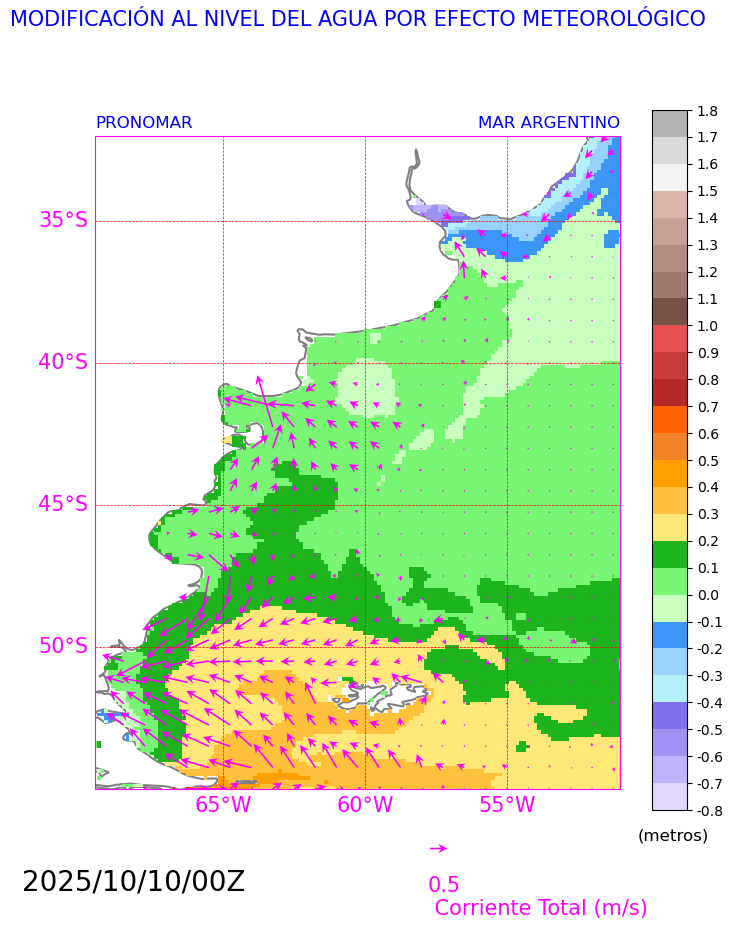 MODIFICACIÓN AL NIVEL DEL AGUA POR EFECTO METEOROLÓGICO
PRONOMAR
MAR ARGENTINO
35°S
40°S
45°S
50°S
65°W
60°W
55°W
1.8
1.7
1.6
1.5
1.4
1.3
1.2
1.1
1.0
0.9
0.8
0.7
0.6
0.5
0.4
0.3
0.2
0.1
0.0
-0.1
-0.2
-0.3
-0.4
-0.5
-0.6
-0.7
-0.8
(metros)
2025/10/10/00Z
0.5
Corriente Total (m/s)